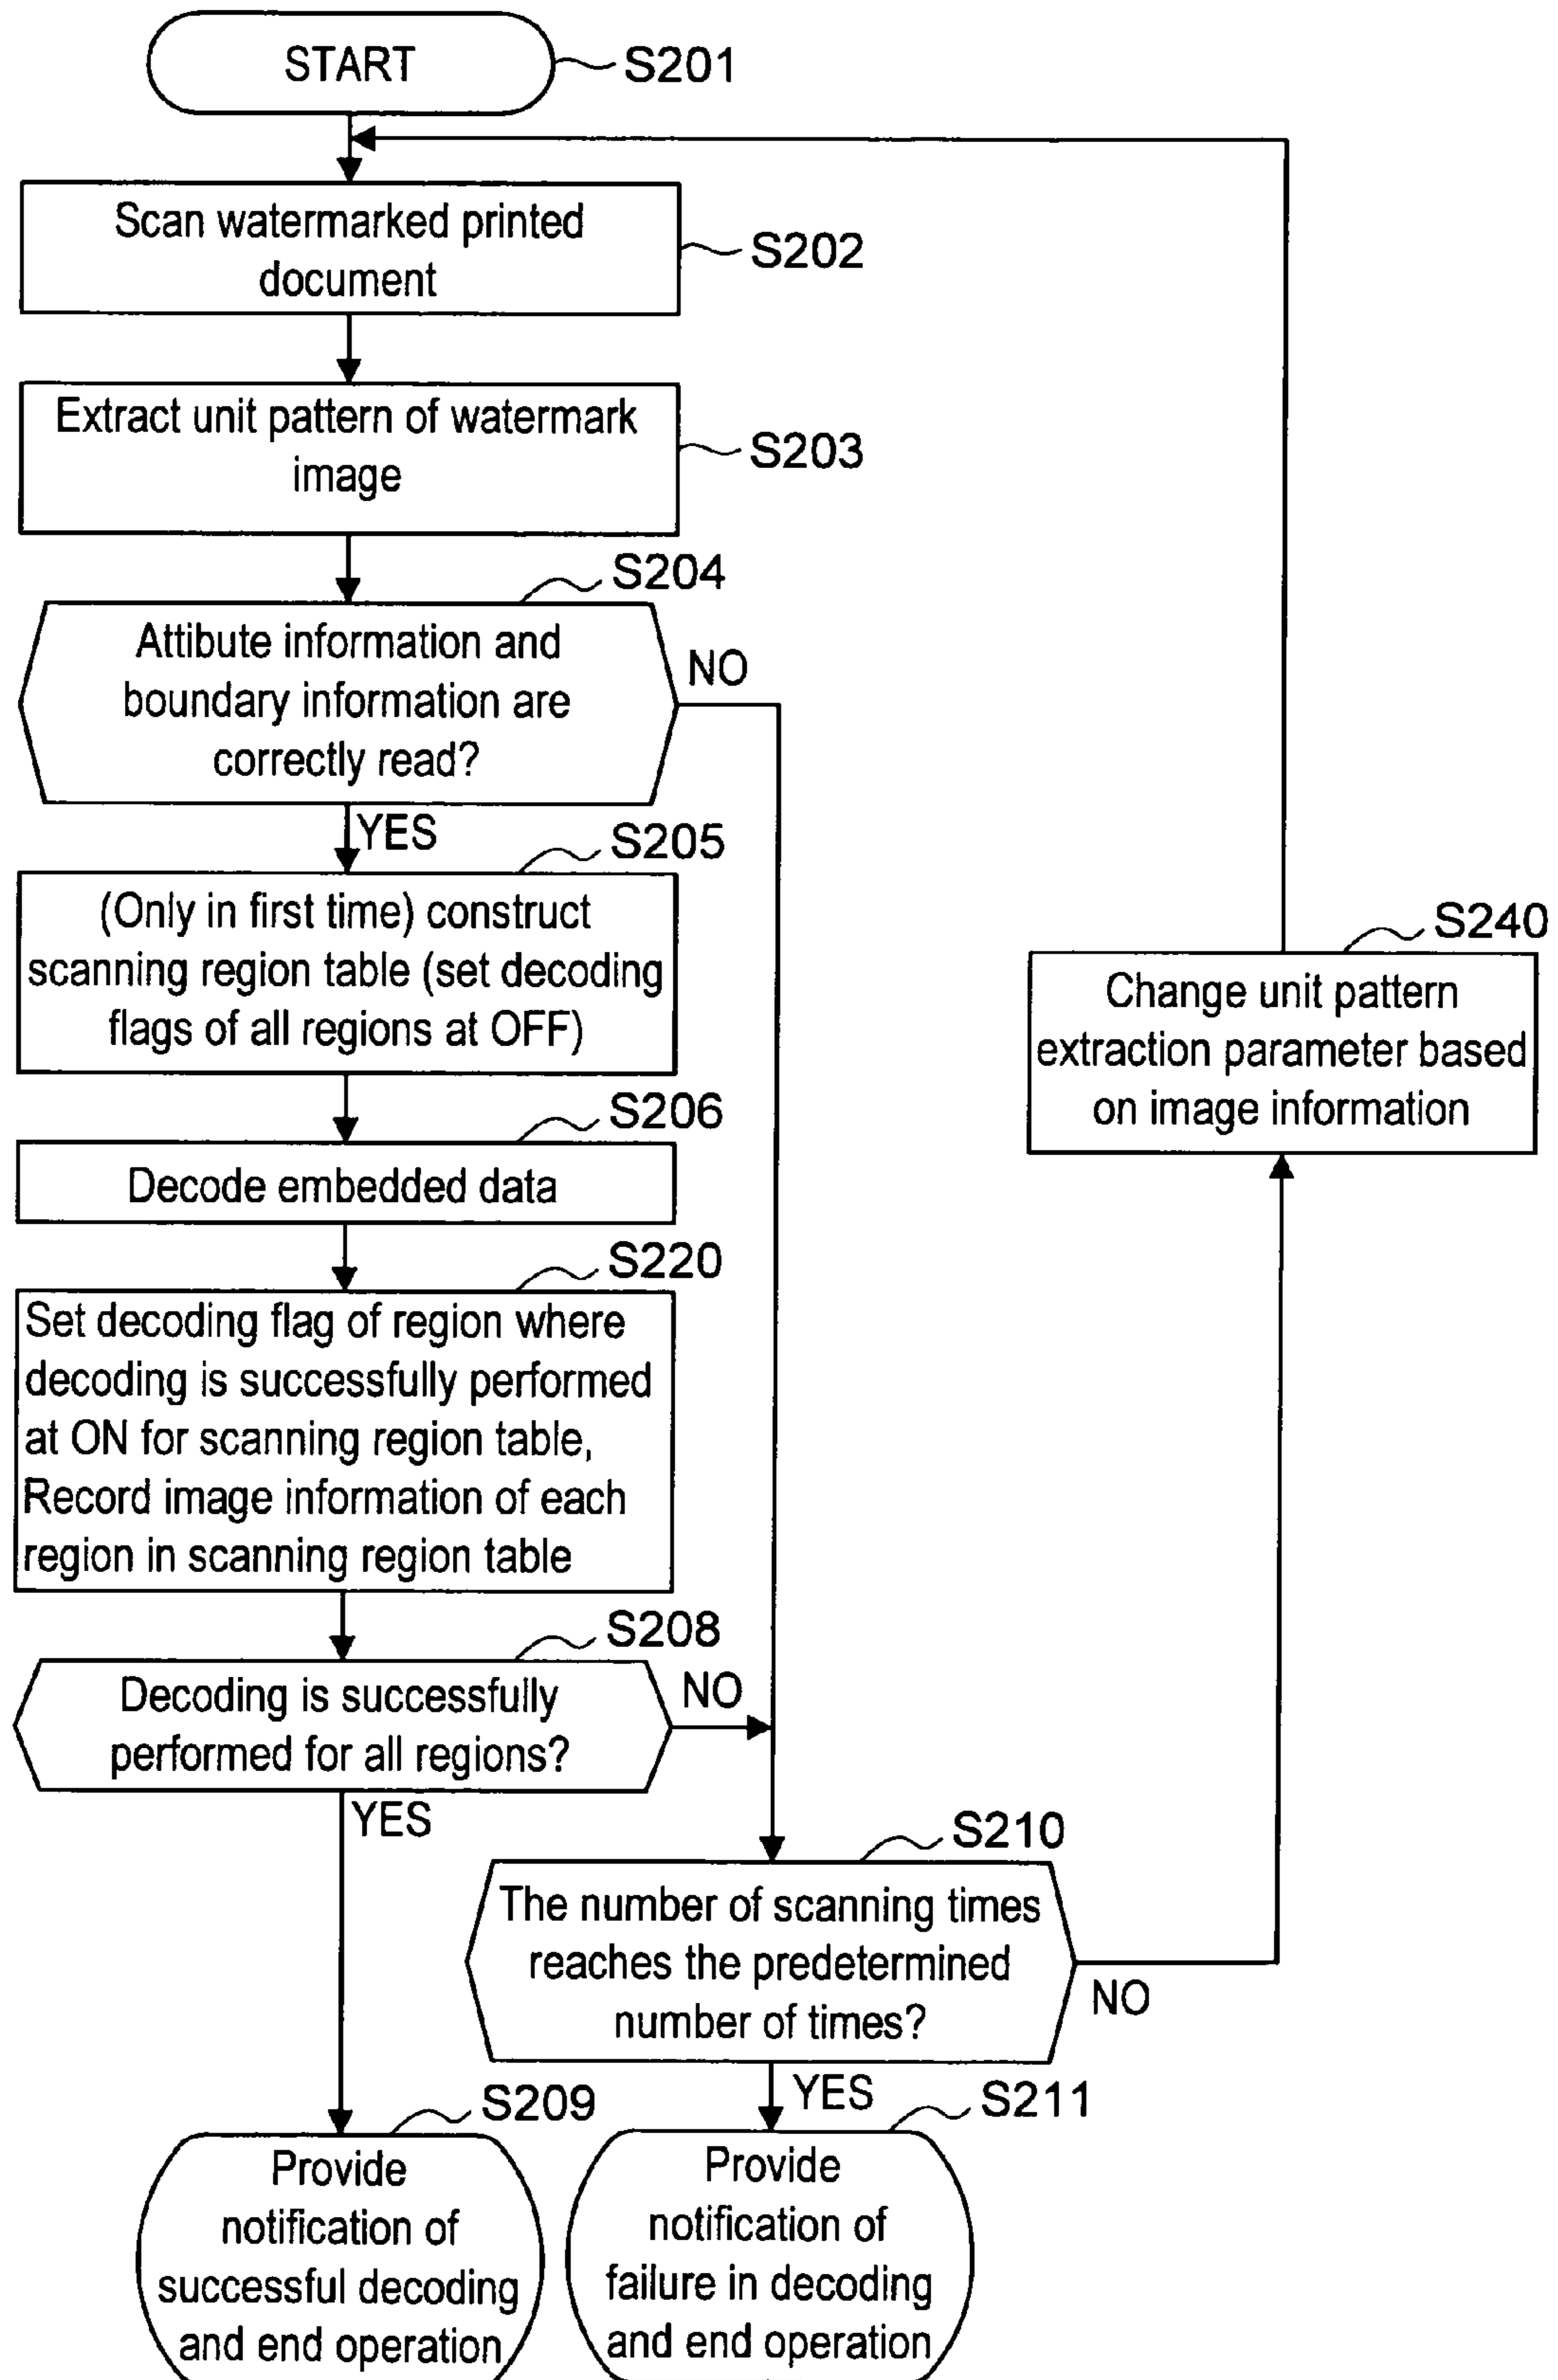 START
S201
Scan watermarked printed
document
S202
Extract unit pattern of watermark
image
S203
S204
Attibute information and
boundary information are
correctly read?
NO
YES
S205
(Only in first time) construct
scanning region table (set decoding
flags of all regions at OFF)
S240
Change unit pattern
extraction parameter based
on image information
S206
Decode embedded data
S220
Set decoding flag of region where
decoding is successfully performed
at ON for scanning region table,
Record image information of each
region in scanning region table
S208
Decoding is successfully
performed for all regions?
NO
YES
S210
The number of scanning times
reaches the predetermined
number of times?
NO
YES
S209
Provide
notification of
successful decoding
and end operation
S211
Provide
notification of
failure in decoding
and end operation